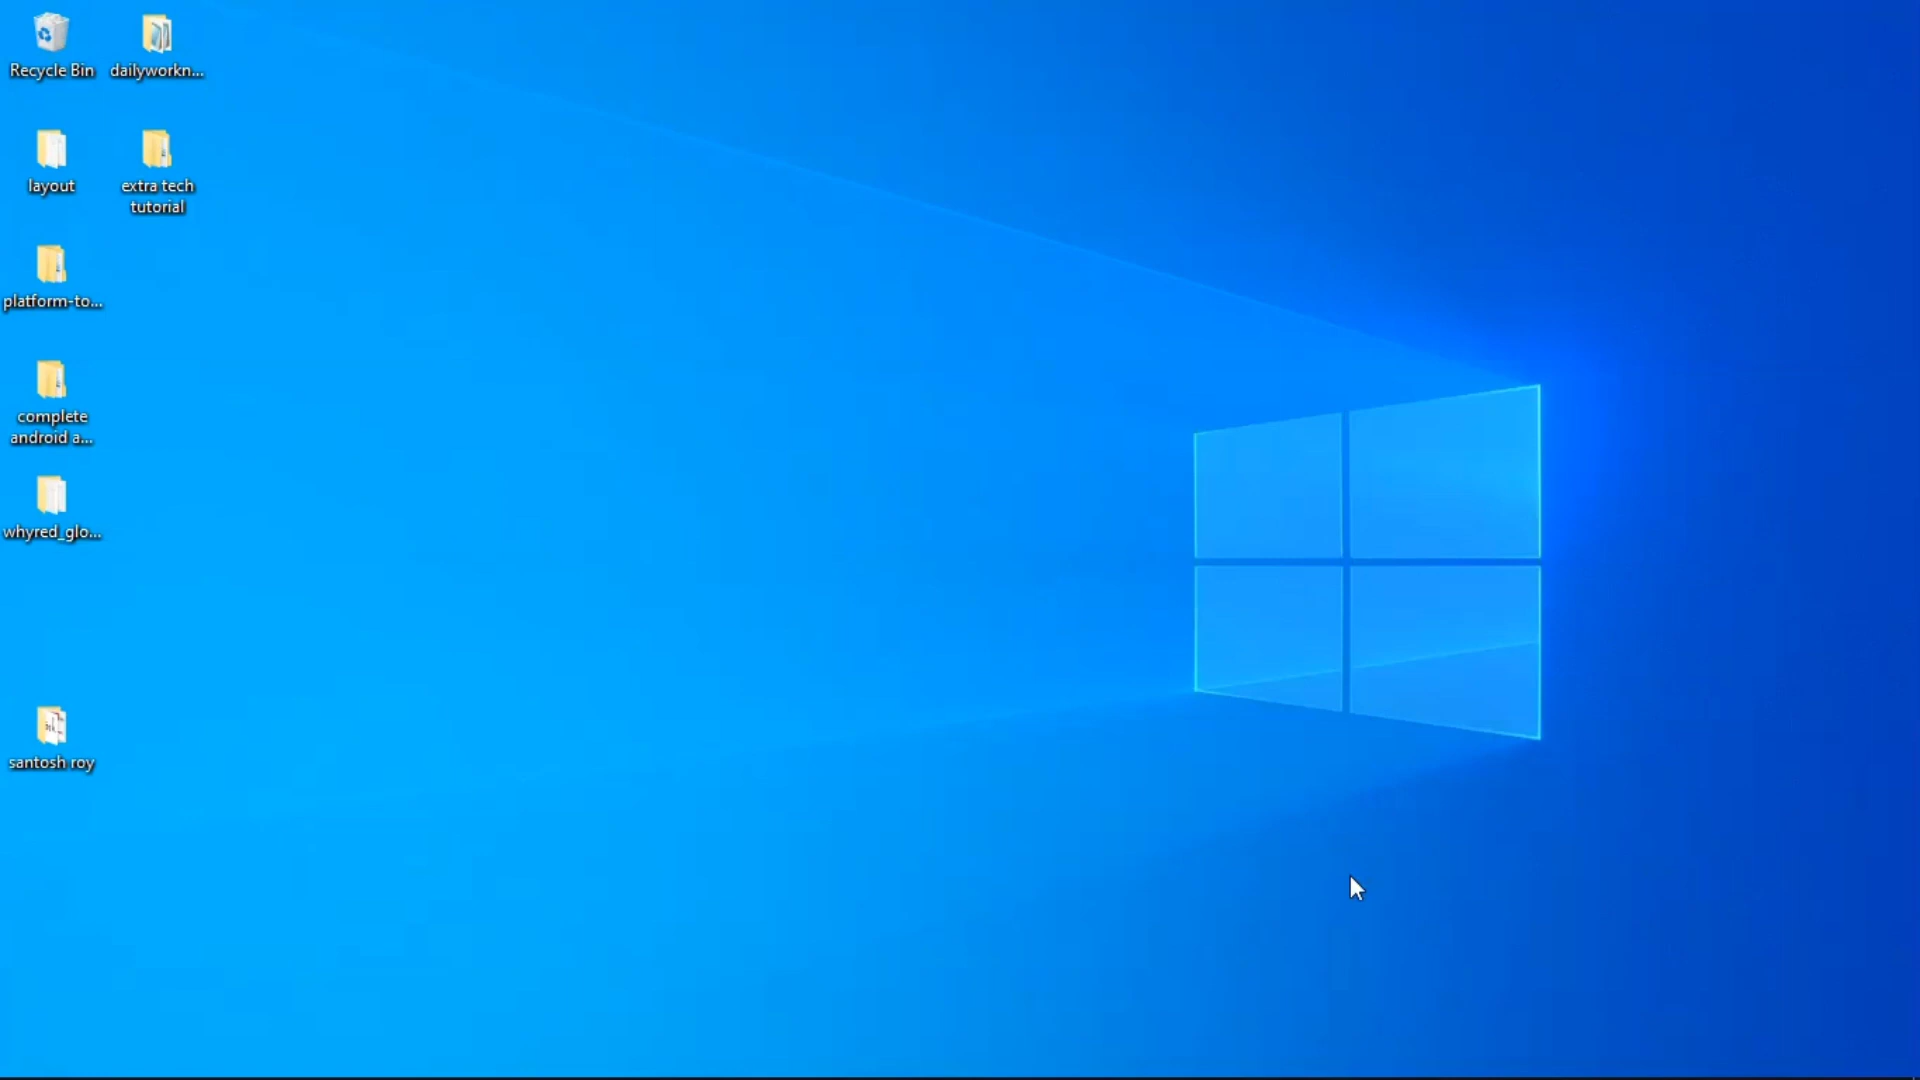 Recycle Bin
dailyworkn...
layout
extra tech
tutorial
platform-to...
complete
android a...
whyred_glo...
santosh roy